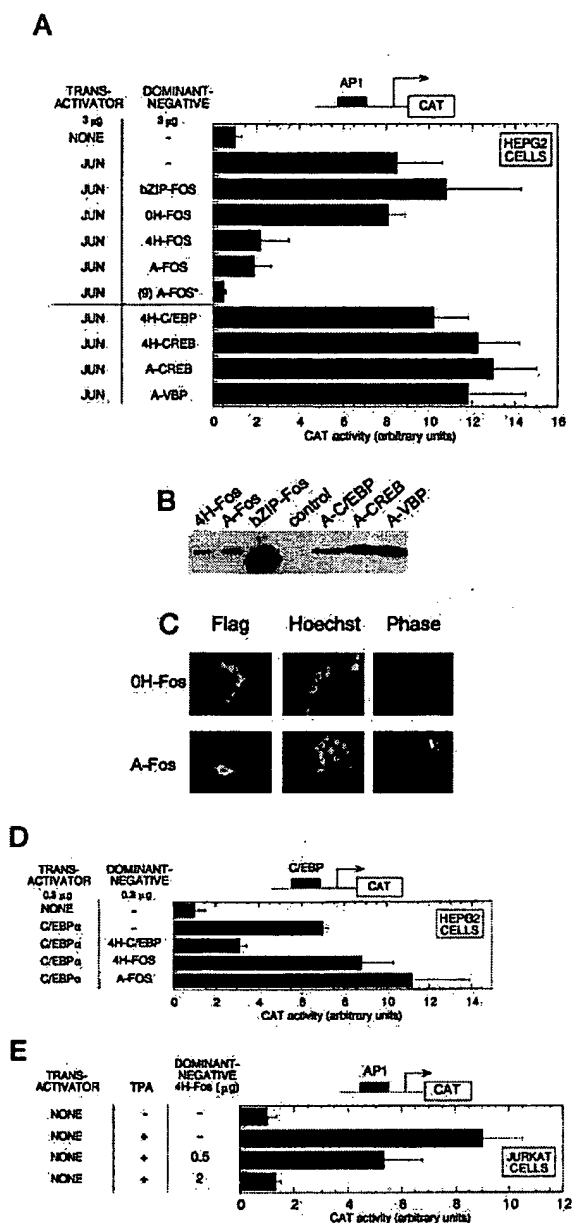 A
AP1
CAT
TRANS-ACTIVATOR DOMINANT-NEGATIVE
3 µg 3 µg
HEPG2 CELLS
NONE -
JUN -
JUN bZIP-FOS
JUN 0H-FOS
JUN 4H-FOS
JUN A-FOS
JUN (9) A-FOS*
JUN 4H-C/EBP
JUN 4H-CREB
JUN A-CREB
JUN A-VBP
0 2 4 6 8 10 12 14 16
CAT activity (arbitrary units)
B
4H-Fos A-Fos bZIP-Fos control A-C/EBP A-CREB A-VBP
C
Flag Hoechst Phase
0H-Fos
A-Fos
D
C/EBP
CAT
TRANS-ACTIVATOR DOMINANT-NEGATIVE
HEPG2 CELLS
NONE -
C/EBPα -
C/EBPα 4H-C/EBP
C/EBPα 4H-FOS
C/EBPα A-FOS
0 2 4 6 8 10 12 14
CAT activity (arbitrary units)
E
AP1
CAT
TRANS-ACTIVATOR TPA DOMINANT-NEGATIVE 4H-Fos [µg]
JURKAT CELLS
NONE - -
NONE + -
NONE + 0.5
NONE + 2
0 2 4 6 8 10 12
CAT activity (arbitrary units)